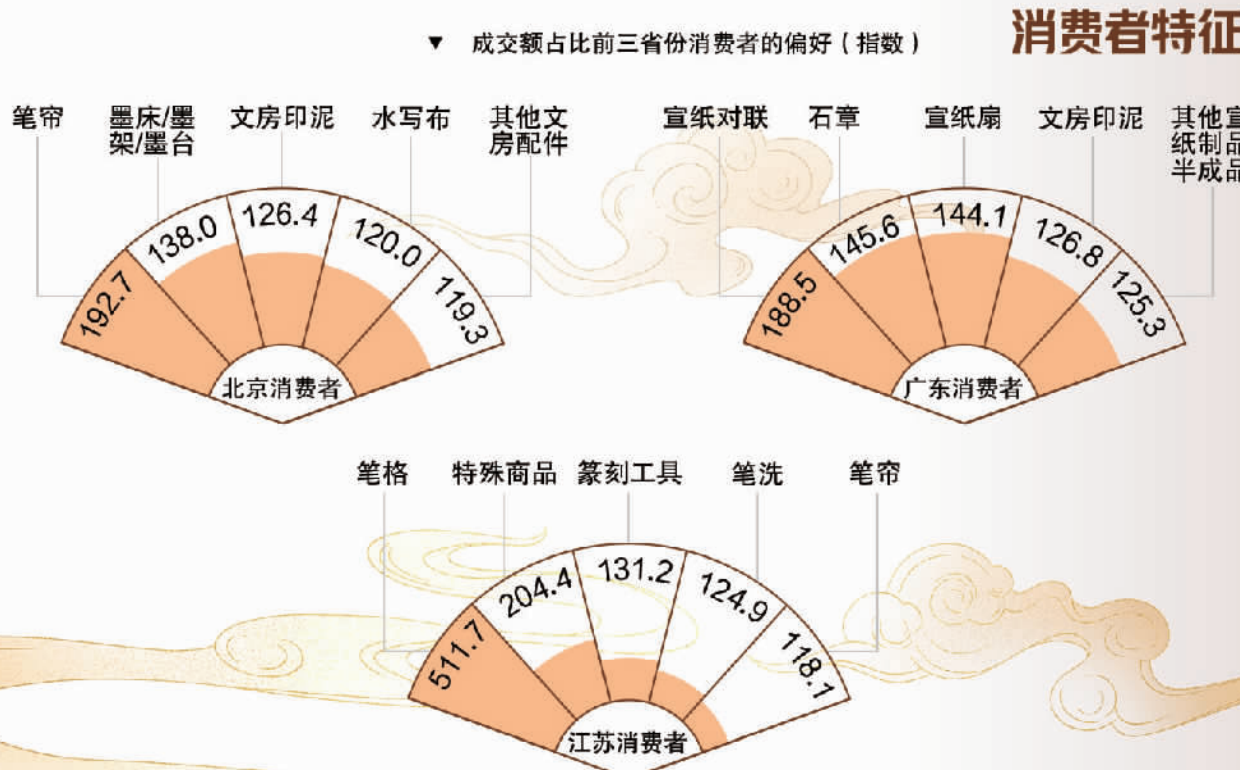 消费者特征
▼ 成交额占比前三省份消费者的偏好（指数）
笔帘
墨床/墨
架/墨台
文房印泥
水写布
其他文
房配件
192.7
138.0
126.4
120.0
119.3
北京消费者
宣纸对联
石章
宣纸扇
文房印泥
其他宣
纸制品
半成品
188.5
145.6
144.1
126.8
125.3
广东消费者
笔格
特殊商品
篆刻工具
笔洗
笔帘
511.7
204.4
131.2
124.9
118.1
江苏消费者